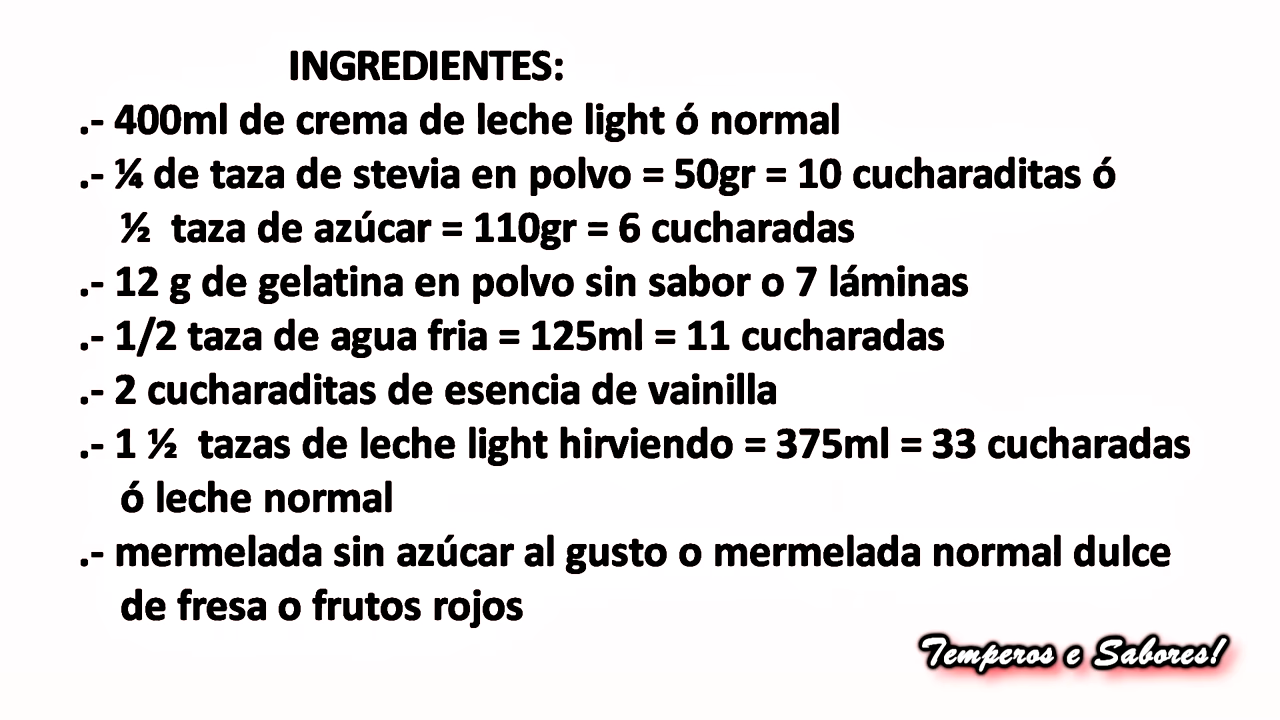 INGREDIENTES:
.- 400ml de crema de leche light ó normal
.- ¼ de taza de stevia en polvo = 50gr = 10 cucharaditas ó
½ taza de azúcar = 110gr = 6 cucharadas
.- 12 g de gelatina en polvo sin sabor o 7 láminas
.- 1/2 taza de agua fria = 125ml = 11 cucharadas
.- 2 cucharaditas de esencia de vainilla
.- 1 ½ tazas de leche light hirviendo = 375ml = 33 cucharadas
ó leche normal
.- mermelada sin azúcar al gusto o mermelada normal dulce
de fresa o frutos rojos
Temperos e Sabores!